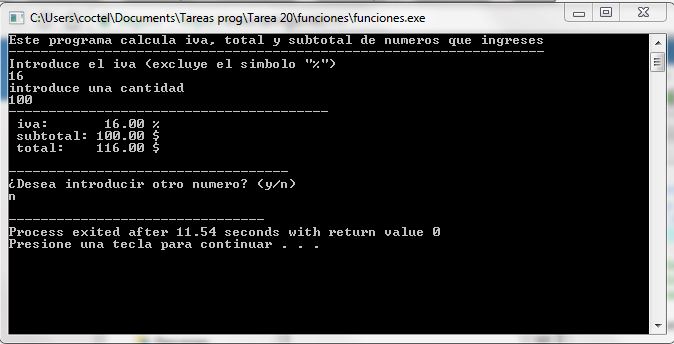 C:\Users\coctel\Documents\Tareas prog\Tarea 20\funciones\funciones.exe
Este programa calcula iva, total y subtotal de numeros que ingreses
--------------------------------------------------------------------
Introduce el iva (excluye el simbolo "%")
16
introduce una cantidad
100
----------------------------------------
iva: 16.00 %
subtotal: 100.00 $
total: 116.00 $
-----------------------------------
¿Desea introducir otro numero? (y/n)
n
--------------------------------
Process exited after 11.54 seconds with return value 0
Presione una tecla para continuar . . .